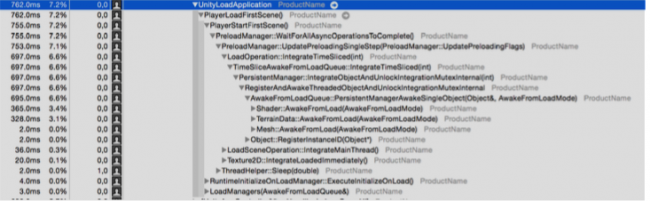 762.0ms 7.2% 0,0 ▼UnityLoadApplication ProductName
762.0ms 7.2% 0,0 ▼PlayerLoadFirstScene() ProductName
755.0ms 7.2% 0,0 ▼PlayerStartFirstScene() ProductName
755.0ms 7.2% 0,0 ▼PreloadManager::WaitForAllAsyncOperationsToComplete() ProductName
753.0ms 7.1% 0,0 ▼PreloadManager::UpdatePreloadingSingleStep(PreloadManager::UpdatePreloadingFlags) ProductName
697.0ms 6.6% 0,0 ▼LoadOperation::IntegrateTimeSliced(int) ProductName
697.0ms 6.6% 0,0 ▼TimeSliceAwakeFromLoadQueue::IntegrateTimeSliced(int) ProductName
697.0ms 6.6% 0,0 ▼PersistentManager::IntegrateObjectAndUnlockIntegrationMutexInternal(int) ProductName
697.0ms 6.6% 0,0 ▼RegisterAndAwakeThreadedObjectAndUnlockIntegrationMutexInternal ProductName
695.0ms 6.6% 0,0 ▼AwakeFromLoadQueue::PersistentManagerAwakeSingleObject(Object&, AwakeFromLoadMode) ProductName
365.0ms 3.4% 0,0 ▶Shader::AwakeFromLoad(AwakeFromLoadMode) ProductName
328.0ms 3.1% 0,0 ▶TerrainData::AwakeFromLoad(AwakeFromLoadMode) ProductName
2.0ms 0.0% 0,0 ▶Mesh::AwakeFromLoad(AwakeFromLoadMode) ProductName
2.0ms 0.0% 0,0 ▶Object::RegisterInstanceID(Object*) ProductName
36.0ms 0.3% 0,0 ▶LoadSceneOperation::IntegrateMainThread() ProductName
20.0ms 0.1% 0,0 ▶Texture2D::IntegrateLoadedImmediately() ProductName
2.0ms 0.0% 1,0 ▶ThreadHelper::Sleep(double) ProductName
4.0ms 0.0% 0,0 ▶RuntimeInitializeOnLoadManager::ExecuteInitializeOnLoad() ProductName
3.0ms 0.0% 0,0 ▶LoadManagers(AwakeFromLoadQueue&) ProductName